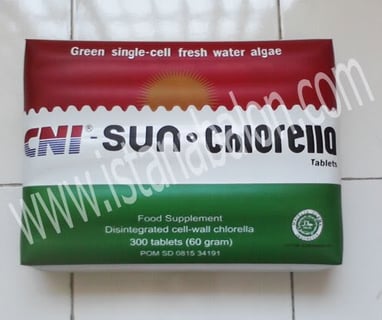 Green single-cell fresh water algae
CNI® - SUN • Chlorella
Tablets
www.istanabalon.com
Food Supplement
Disintegrated cell-wall chlorella
300 tablets (60 gram)
POM SD 0815 34191